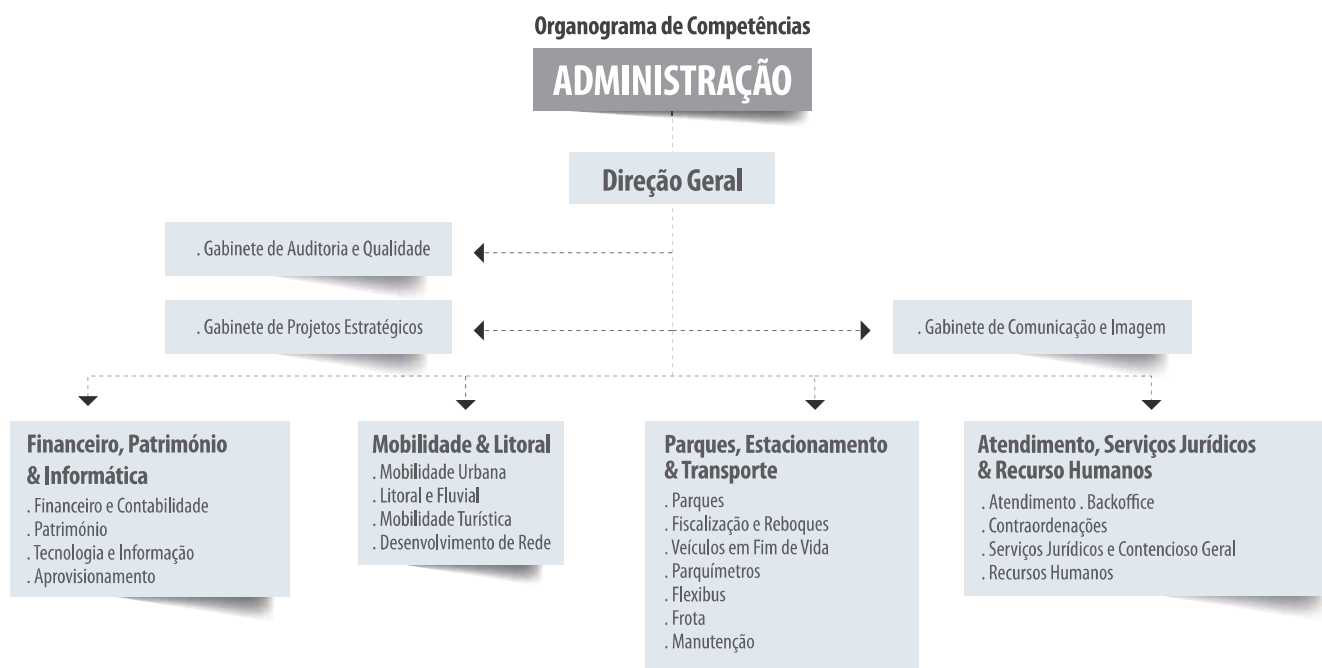 Organograma de Competências
ADMINISTRAÇÃO
Direção Geral
. Gabinete de Auditoria e Qualidade
. Gabinete de Projetos Estratégicos
. Gabinete de Comunicação e Imagem
Financeiro, Património
& Informática
. Financeiro e Contabilidade
. Património
. Tecnologia e Informação
. Aprovisionamento
Mobilidade & Litoral
. Mobilidade Urbana
. Litoral e Fluvial
. Mobilidade Turística
. Desenvolvimento de Rede
Parques, Estacionamento
& Transporte
. Parques
. Fiscalização e Reboques
. Veículos em Fim de Vida
. Parquímetros
. Flexibus
. Frota
. Manutenção
Atendimento, Serviços Jurídicos
& Recurso Humanos
. Atendimento . Backoffice
. Contraordenações
. Serviços Jurídicos e Contencioso Geral
. Recursos Humanos